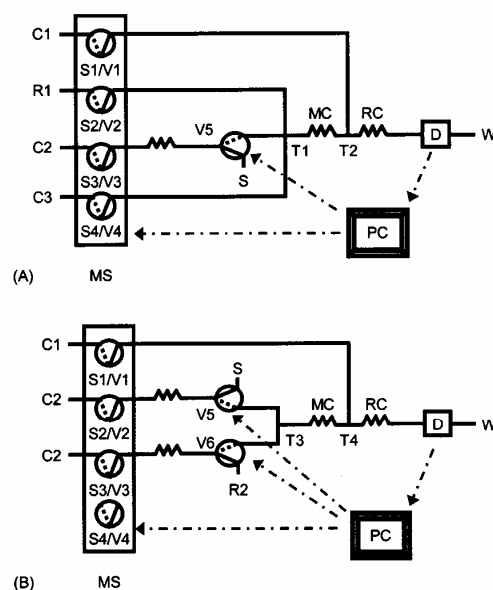 C1
S1/V1
R1
MC
RC
S2/V2
V5
D
W
C2
T1
T2
S3/V3
S
C3
S4/V4
PC
(A)
MS
C1
S
S1/V1
MC
RC
C2
V5
S2/V2
V6
D
W
C2
T3
T4
S3/V3
R2
S4/V4
PC
(B)
MS